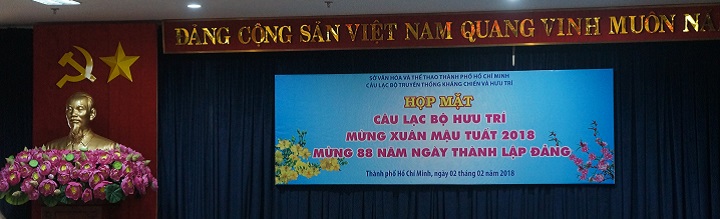 ĐẢNG CỘNG SẢN VIỆT NAM QUANG VINH MUÔN NĂ
SỞ VĂN HÓA VÀ THỂ THAO THÀNH PHỐ HỒ CHÍ MINH
CÂU LẠC BỘ TRUYỀN THỐNG KHÁNG CHIẾN VÀ HƯU TRÍ
HỌP MẶT
CÂU LẠC BỘ HƯU TRÍ
MỪNG XUÂN MẬU TUẤT 2018
MỪNG 88 NĂM NGÀY THÀNH LẬP ĐẢNG
Thành phố Hồ Chí Minh, ngày 02 tháng 02 năm 2018